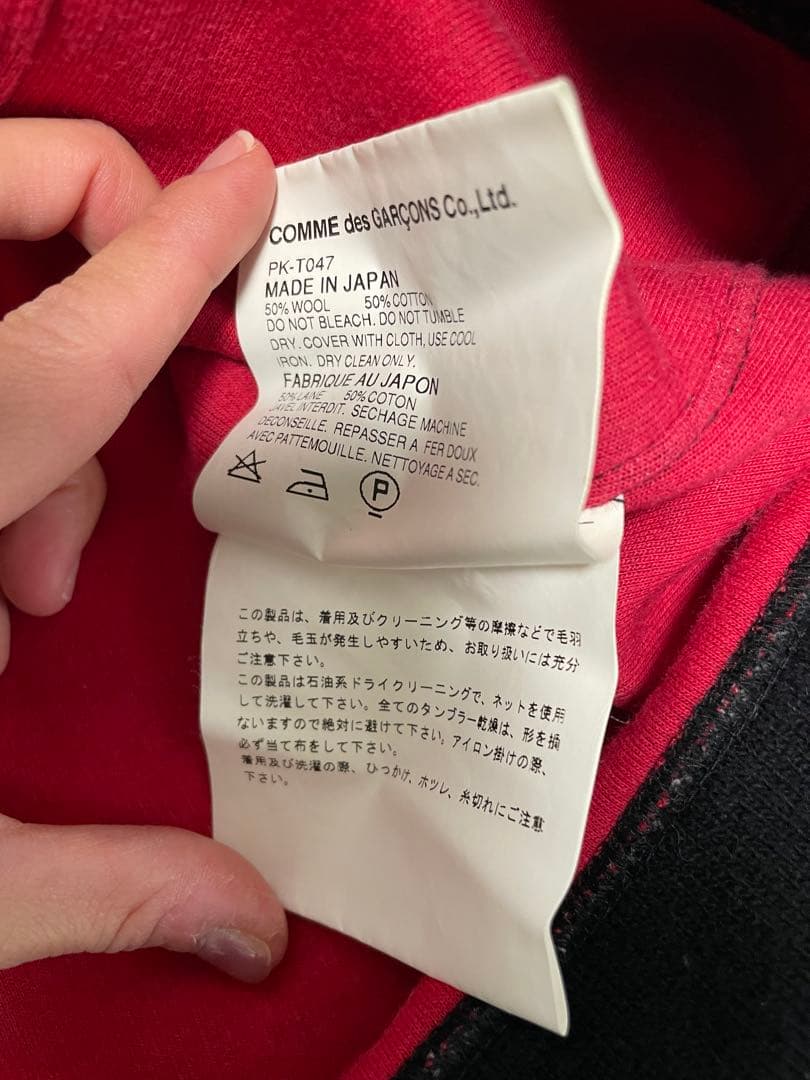 COMME des GARÇONS Co.,Ltd.
PK-T047
MADE IN JAPAN
50% WOOL 50% COTTON
DO NOT BLEACH. DO NOT TUMBLE
DRY. COVER WITH CLOTH, USE COOL
IRON. DRY CLEAN ONLY.
FABRIQUE AU JAPON
50% LAINE 50% COTON
JAVEL INTERDIT. SECHAGE MACHINE
DECONSEILLE. REPASSER A FER DOUX
AVEC PATTEMOUILLE. NETTOYAGE A SEC.
P
この製品は、着用及びクリーニング等の摩擦などで毛羽
立ちや、毛玉が発生しやすいため、お取り扱いには充分
ご注意下さい。
この製品は石油系ドライクリーニングで、ネットを使用
して洗濯して下さい。全てのタンブラー乾燥は、形を損
ないますので絶対に避けて下さい。アイロン掛けの際、
必ず当て布をして下さい。
着用及び洗濯の際、ひっかけ、ホツレ、糸切れにご注意
下さい。